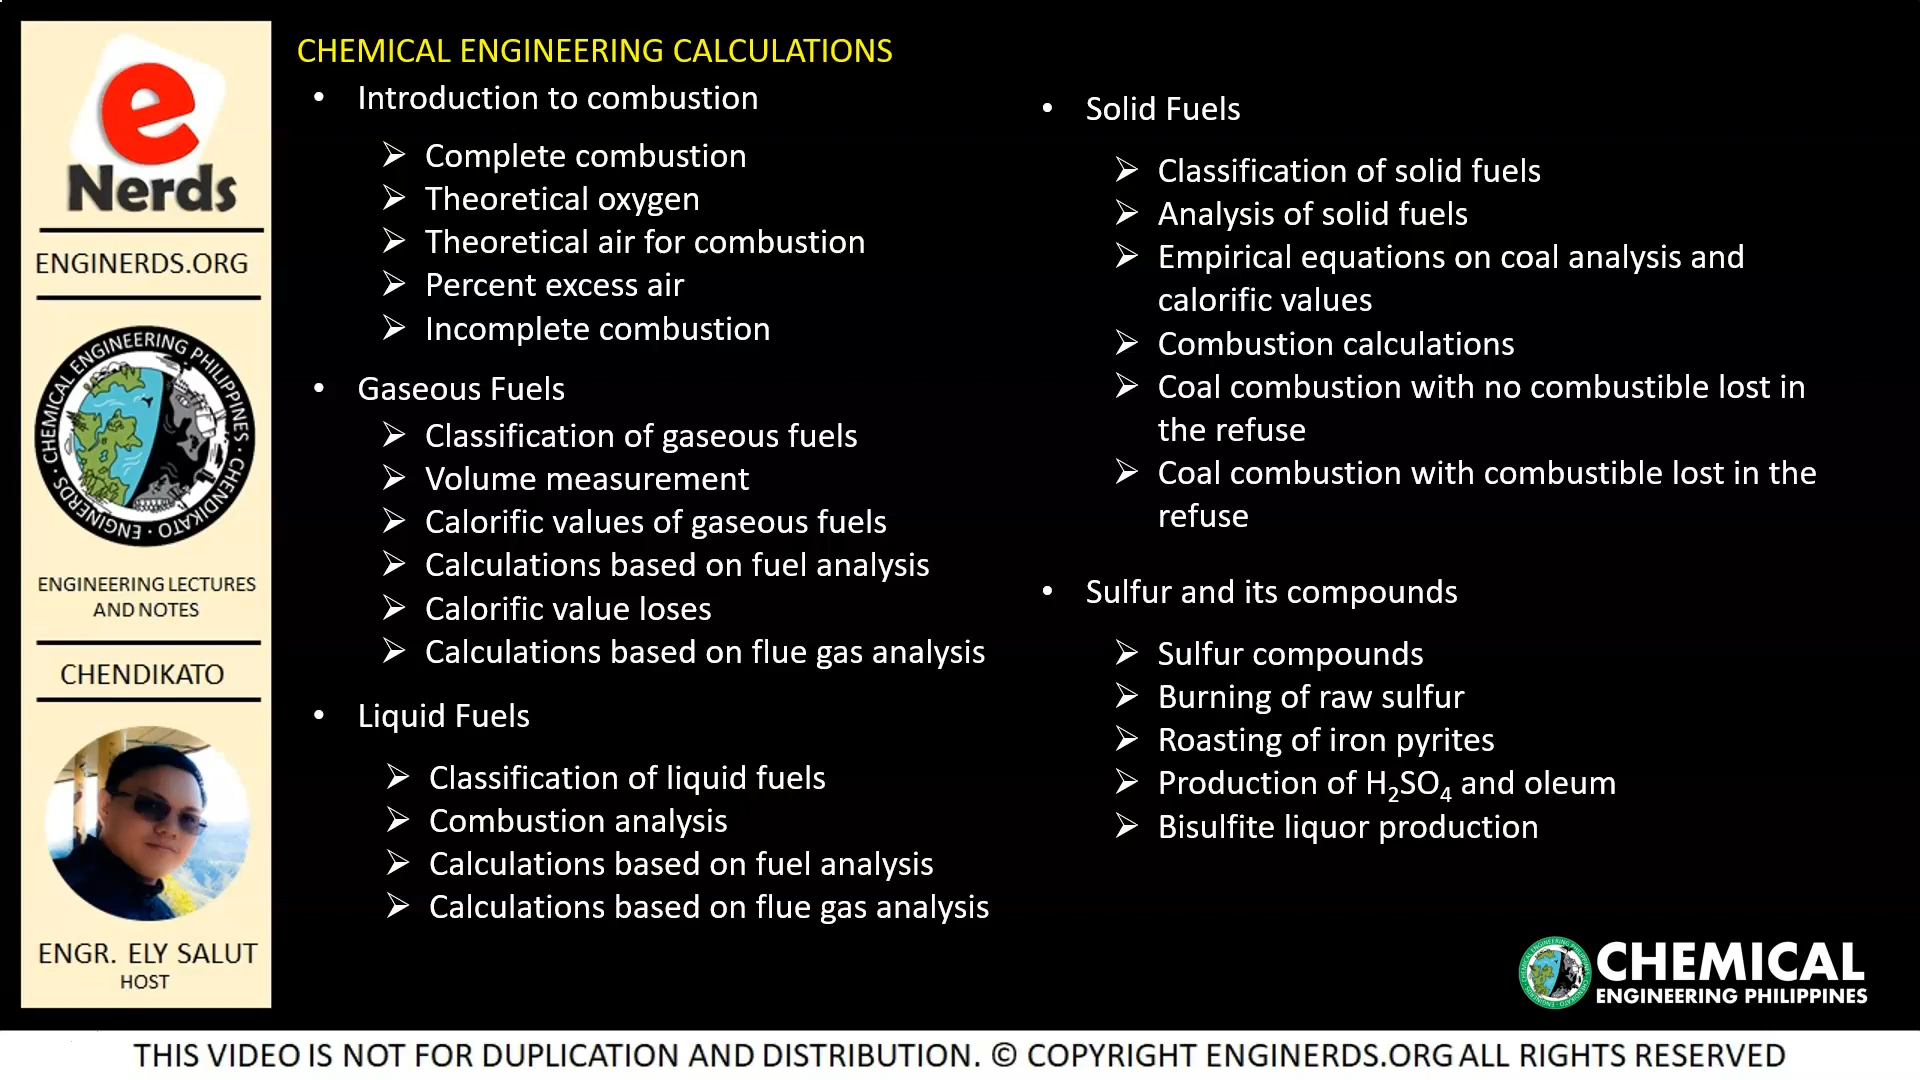 e
Nerds
ENGINERDS.ORG
CHEMICAL ENGINEERING PHILIPPINES · CHENDIKATO · ENGINERDS ·
ENGINEERING LECTURES
AND NOTES
CHENDIKATO
ENGR. ELY SALUT
HOST
CHEMICAL ENGINEERING CALCULATIONS
• Introduction to combustion
➢ Complete combustion
➢ Theoretical oxygen
➢ Theoretical air for combustion
➢ Percent excess air
➢ Incomplete combustion
• Gaseous Fuels
➢ Classification of gaseous fuels
➢ Volume measurement
➢ Calorific values of gaseous fuels
➢ Calculations based on fuel analysis
➢ Calorific value loses
➢ Calculations based on flue gas analysis
• Liquid Fuels
➢ Classification of liquid fuels
➢ Combustion analysis
➢ Calculations based on fuel analysis
➢ Calculations based on flue gas analysis
• Solid Fuels
➢ Classification of solid fuels
➢ Analysis of solid fuels
➢ Empirical equations on coal analysis and
calorific values
➢ Combustion calculations
➢ Coal combustion with no combustible lost in
the refuse
➢ Coal combustion with combustible lost in the
refuse
• Sulfur and its compounds
➢ Sulfur compounds
➢ Burning of raw sulfur
➢ Roasting of iron pyrites
➢ Production of H₂SO₄ and oleum
➢ Bisulfite liquor production
CHEMICAL
ENGINEERING PHILIPPINES
THIS VIDEO IS NOT FOR DUPLICATION AND DISTRIBUTION. © COPYRIGHT ENGINERDS.ORG ALL RIGHTS RESERVED